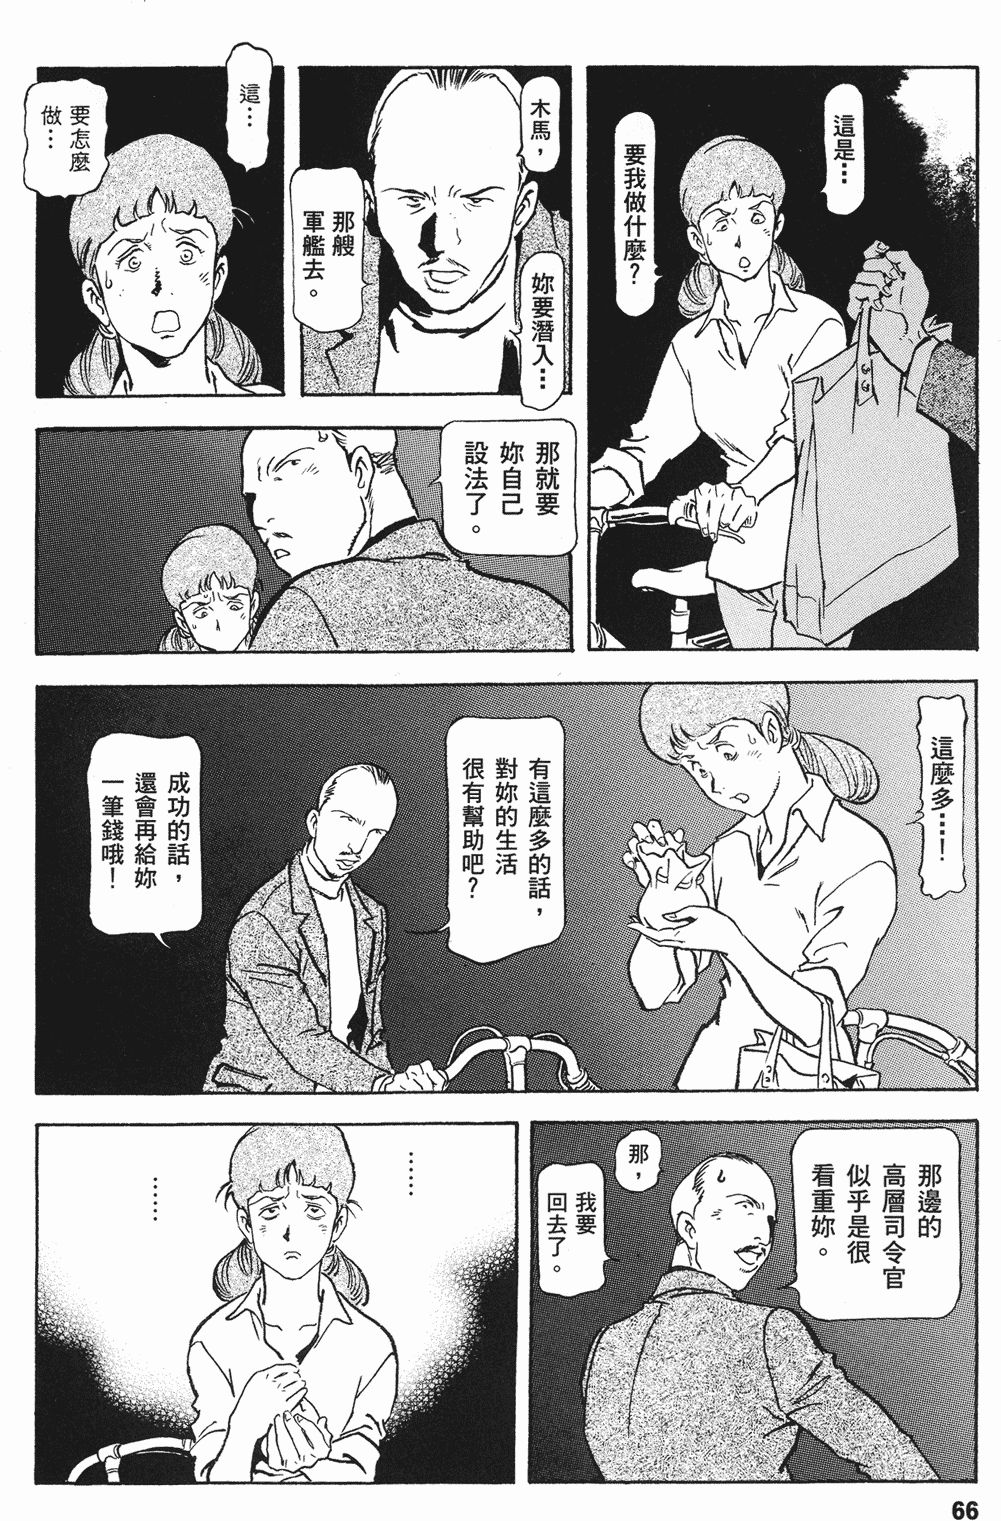 這是⋯
要我做什麼？
木馬，
妳要潛入⋯
那艘
軍艦去。
這⋯
要怎麼
做⋯
那就要
妳自己
設法了。
這麼多⋯！
有這麼多的話，
對妳的生活
很有幫助吧？
成功的話，
還會再給妳
一筆錢哦！
那邊的
高層司令官
似乎是很
看重妳。
那，
我要
回去了。
⋯⋯
⋯⋯
66